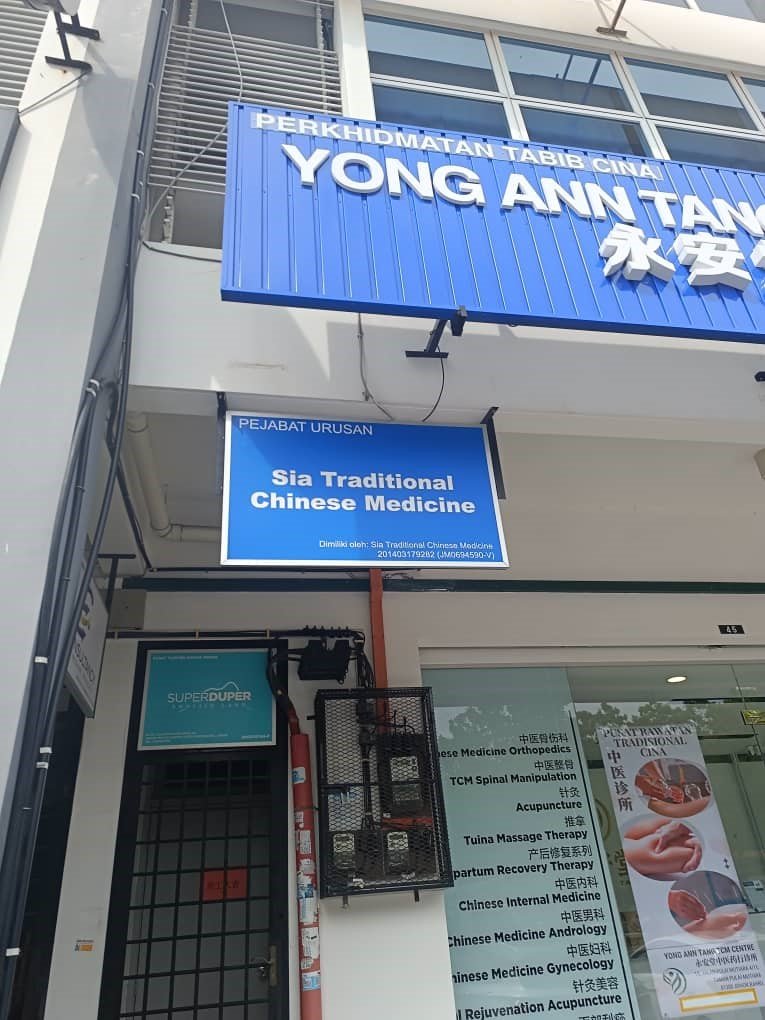 PERKHIDMATAN TABIB CINA
YONG ANN TANG
永安
PEJABAT URUSAN
Sia Traditional
Chinese Medicine
Dimiliki oleh: Sia Traditional Chinese Medicine
201403179282 (JM0694590-V)
45
SUPERDUPER
中医骨伤科
ese Medicine Orthopedics
中医整骨
TCM Spinal Manipulation
针灸
Acupuncture
推拿
Tuina Massage Therapy
产后修复系列
partum Recovery Therapy
中医内科
Chinese Internal Medicine
中医男科
Chinese Medicine Andrology
中医妇科
hinese Medicine Gynecology
针灸美容
l Rejuvenation Acupuncture
PUSAT RAWATAN
TRADISIONAL
CINA
中医诊所
YONG ANN TANG TCM CENTRE
永安堂中医药行诊所